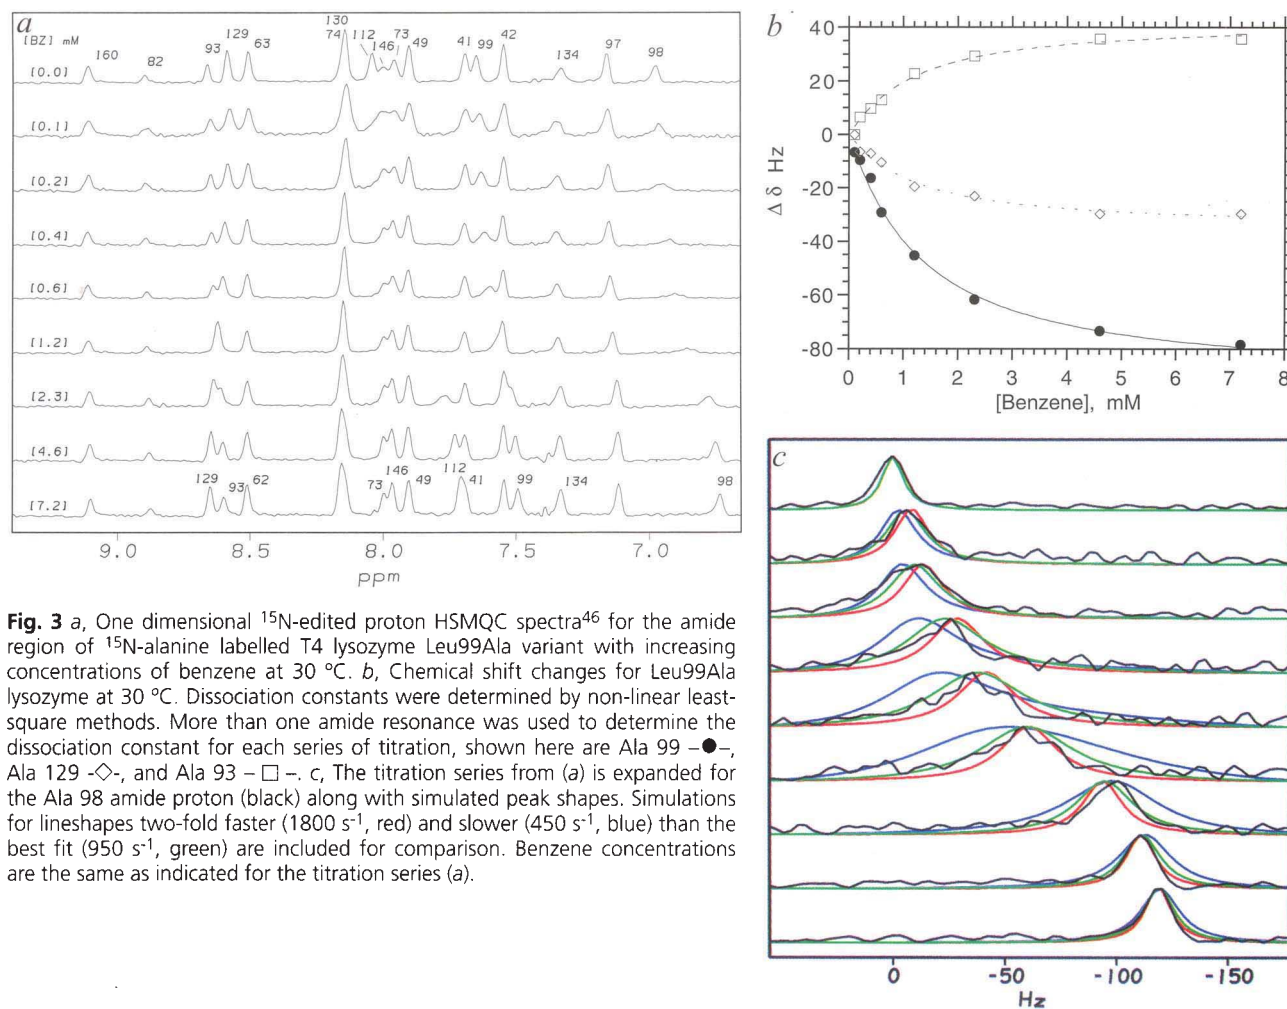 a
[BZ] mM
160
82
93
129
63
130
74
112
146
73
49
41
99
42
134
97
98
[0.0]
[0.1]
[0.2]
[0.4]
[0.6]
[1.2]
[2.3]
[4.6]
[7.2]
129
93
62
73
146
49
112
41
99
134
98
9.0 8.5 8.0 7.5 7.0
ppm
b
40
20
0
-20
-40
-60
-80
Δ δ Hz
0 1 2 3 4 5 6 7 8
[Benzene], mM
c
0 -50 -100 -150
Hz
Fig. 3 a, One dimensional ¹⁵N-edited proton HSMQC spectra⁴⁶ for the amide
region of ¹⁵N-alanine labelled T4 lysozyme Leu99Ala variant with increasing
concentrations of benzene at 30 ºC. b, Chemical shift changes for Leu99Ala
lysozyme at 30 ºC. Dissociation constants were determined by non-linear least-
square methods. More than one amide resonance was used to determine the
dissociation constant for each series of titration, shown here are Ala 99 –●–,
Ala 129 -◇-, and Ala 93 – □ –. c, The titration series from (a) is expanded for
the Ala 98 amide proton (black) along with simulated peak shapes. Simulations
for lineshapes two-fold faster (1800 s⁻¹, red) and slower (450 s⁻¹, blue) than the
best fit (950 s⁻¹, green) are included for comparison. Benzene concentrations
are the same as indicated for the titration series (a).